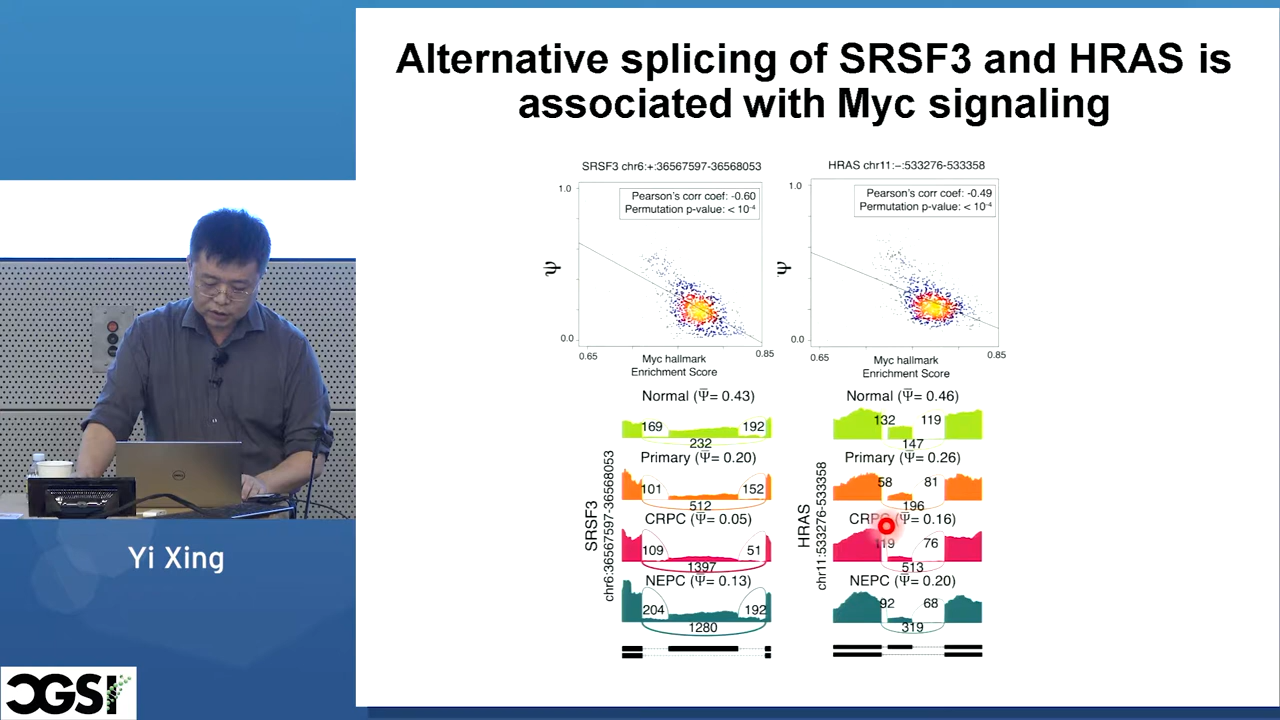 Alternative splicing of SRSF3 and HRAS is
associated with Myc signaling
SRSF3 chr6:+:36567597-36568053
1.0
Pearson's corr coef: -0.60
Permutation p-value: < 10⁻⁴
Ψ
0.0
0.65
0.85
Myc hallmark
Enrichment Score
HRAS chr11:−:533276-533358
1.0
Pearson's corr coef: -0.49
Permutation p-value: < 10⁻⁴
Ψ
0.0
0.65
0.85
Myc hallmark
Enrichment Score
SRSF3
chr6:36567597-36568053
Normal (Ψ̅= 0.43)
169
192
232
Primary (Ψ̅= 0.20)
101
152
512
CRPC (Ψ̅= 0.05)
109
51
1397
NEPC (Ψ̅= 0.13)
204
192
1280
HRAS
chr11:533276-533358
Normal (Ψ̅= 0.46)
132
119
147
Primary (Ψ̅= 0.26)
58
81
196
CRPC (Ψ̅= 0.16)
119
76
513
NEPC (Ψ̅= 0.20)
92
68
319
Yi Xing
CGSI
DELL